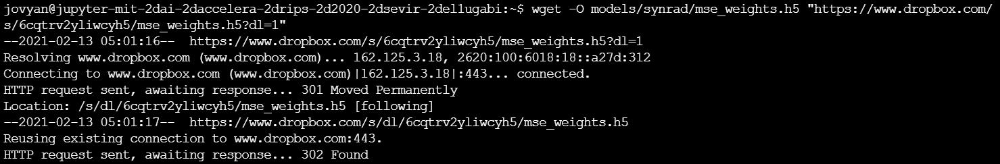 jovyan@jupyter-mit-2dai-2daccelera-2drips-2d2020-2dsevir-2del1ugabi:~$ wget -O models/synrad/mse_weights.h5 "https://www.dropbox.com/
s/6cqtrv2yliwcyh5/mse_weights.h5?dl=1"
--2021-02-13 05:01:16--  https://www.dropbox.com/s/6cqtrv2yliwcyh5/mse_weights.h5?dl=1
Resolving www.dropbox.com (www.dropbox.com)... 162.125.3.18, 2620:100:6018:18::a27d:312
Connecting to www.dropbox.com (www.dropbox.com)|162.125.3.18|:443... connected.
HTTP request sent, awaiting response... 301 Moved Permanently
Location: /s/dl/6cqtrv2yliwcyh5/mse_weights.h5 [following]
--2021-02-13 05:01:17--  https://www.dropbox.com/s/dl/6cqtrv2yliwcyh5/mse_weights.h5
Reusing existing connection to www.dropbox.com:443.
HTTP request sent, awaiting response... 302 Found